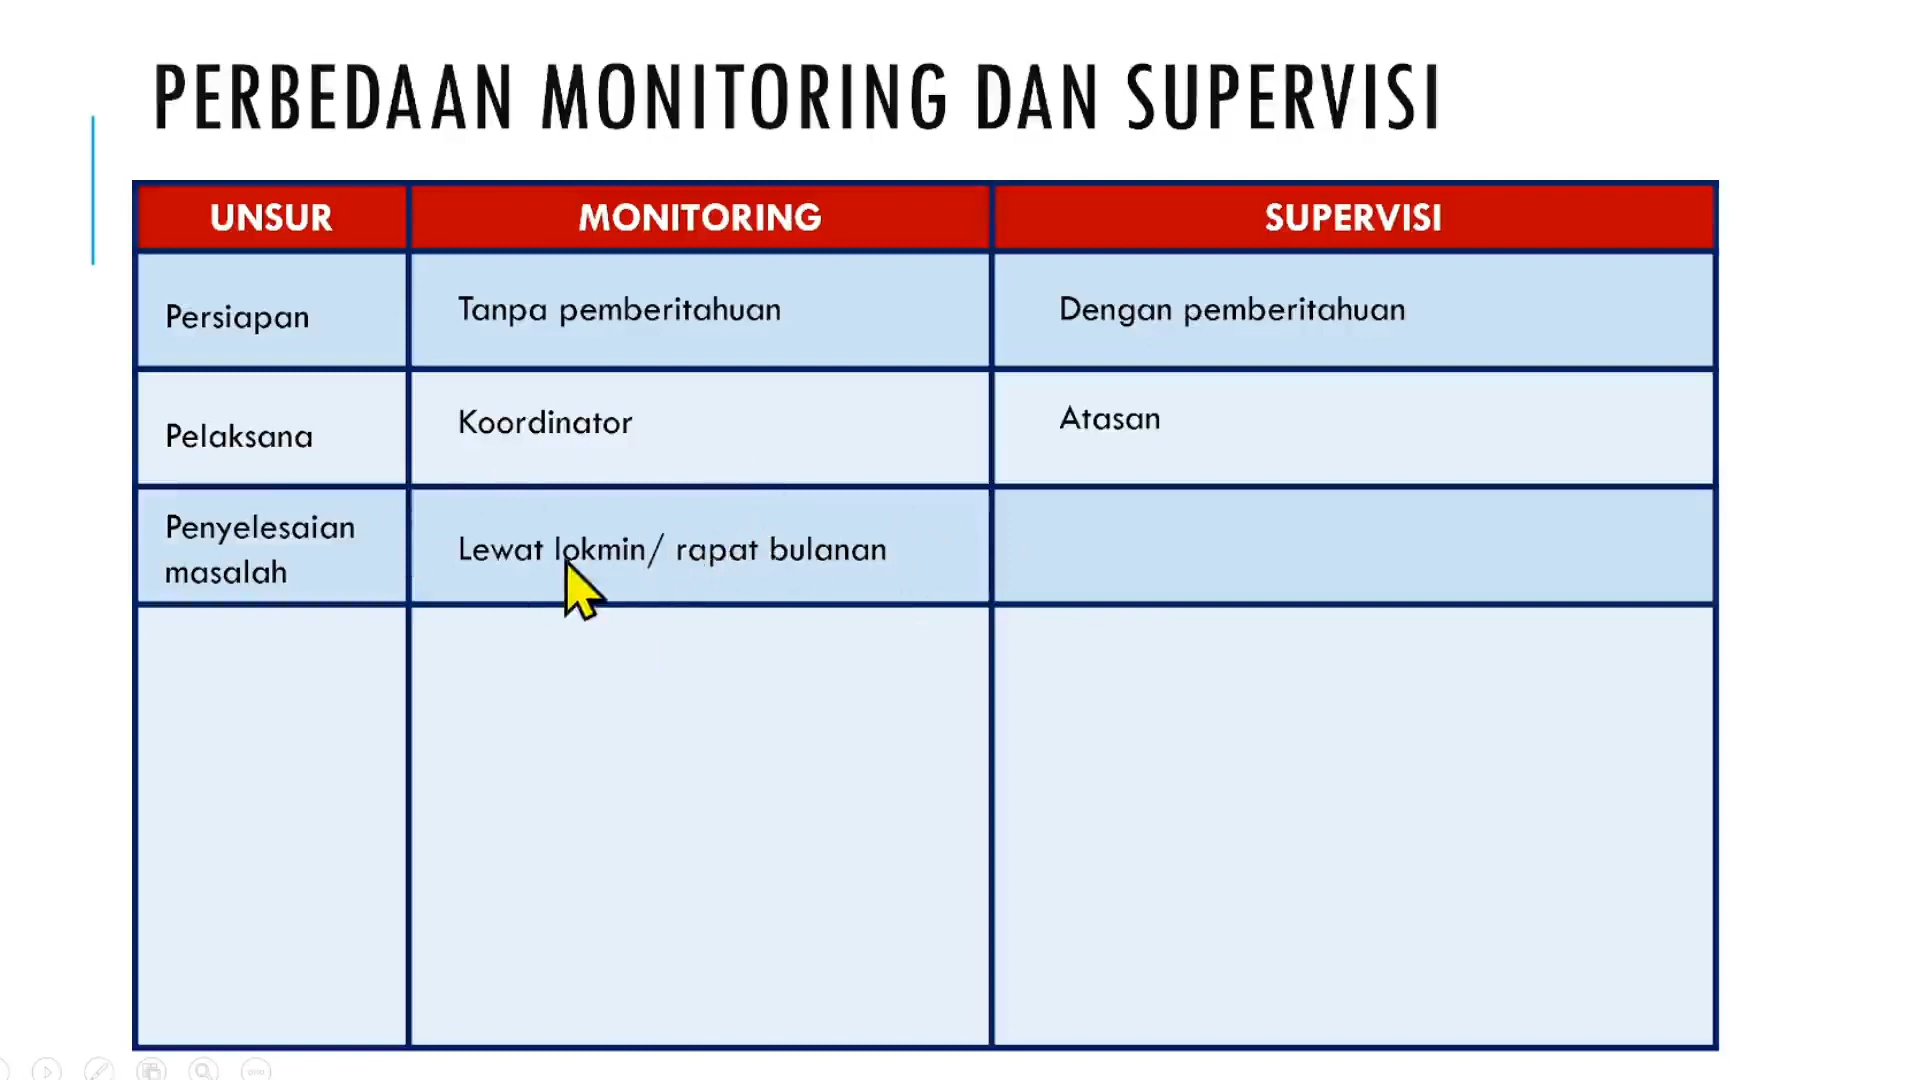 PERBEDAAN MONITORING DAN SUPERVISI
UNSUR MONITORING SUPERVISI
Persiapan Tanpa pemberitahuan Dengan pemberitahuan
Pelaksana Koordinator Atasan
Penyelesaian
masalah
Lewat lokmin/ rapat bulanan